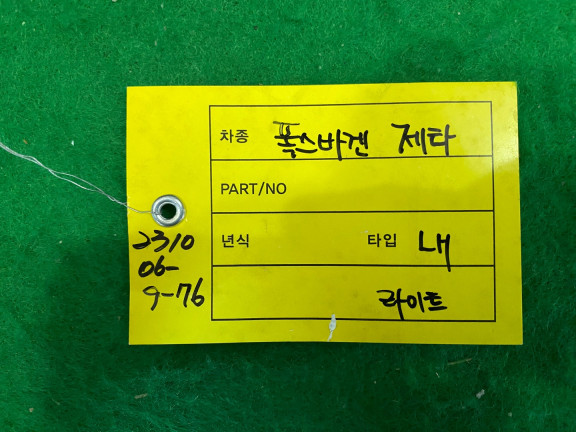 차종 폭스바겐 제타
PART/NO
년식 타입 내
라이트
2310
06-
9-76